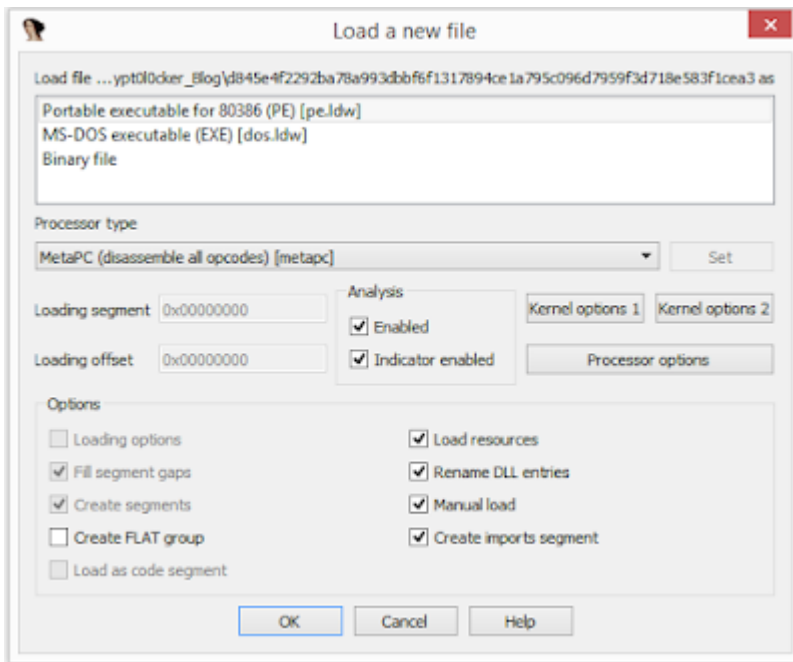 Load a new file
Load file ...ypt0l0cker_Blog\d845e4f2292ba78a993dbbf6f1317894ce1a795c096d7959f3d718e583f1cea3 as
Portable executable for 80386 (PE) [pe.ldw]
MS-DOS executable (EXE) [dos.ldw]
Binary file
Processor type
MetaPC (disassemble all opcodes) [metapc]
Set
Analysis
Loading segment 0x00000000
Enabled
Kernel options 1 Kernel options 2
Loading offset 0x00000000
Indicator enabled
Processor options
Options
Loading options
Load resources
Fill segment gaps
Rename DLL entries
Create segments
Manual load
Create FLAT group
Create imports segment
Load as code segment
OK Cancel Help